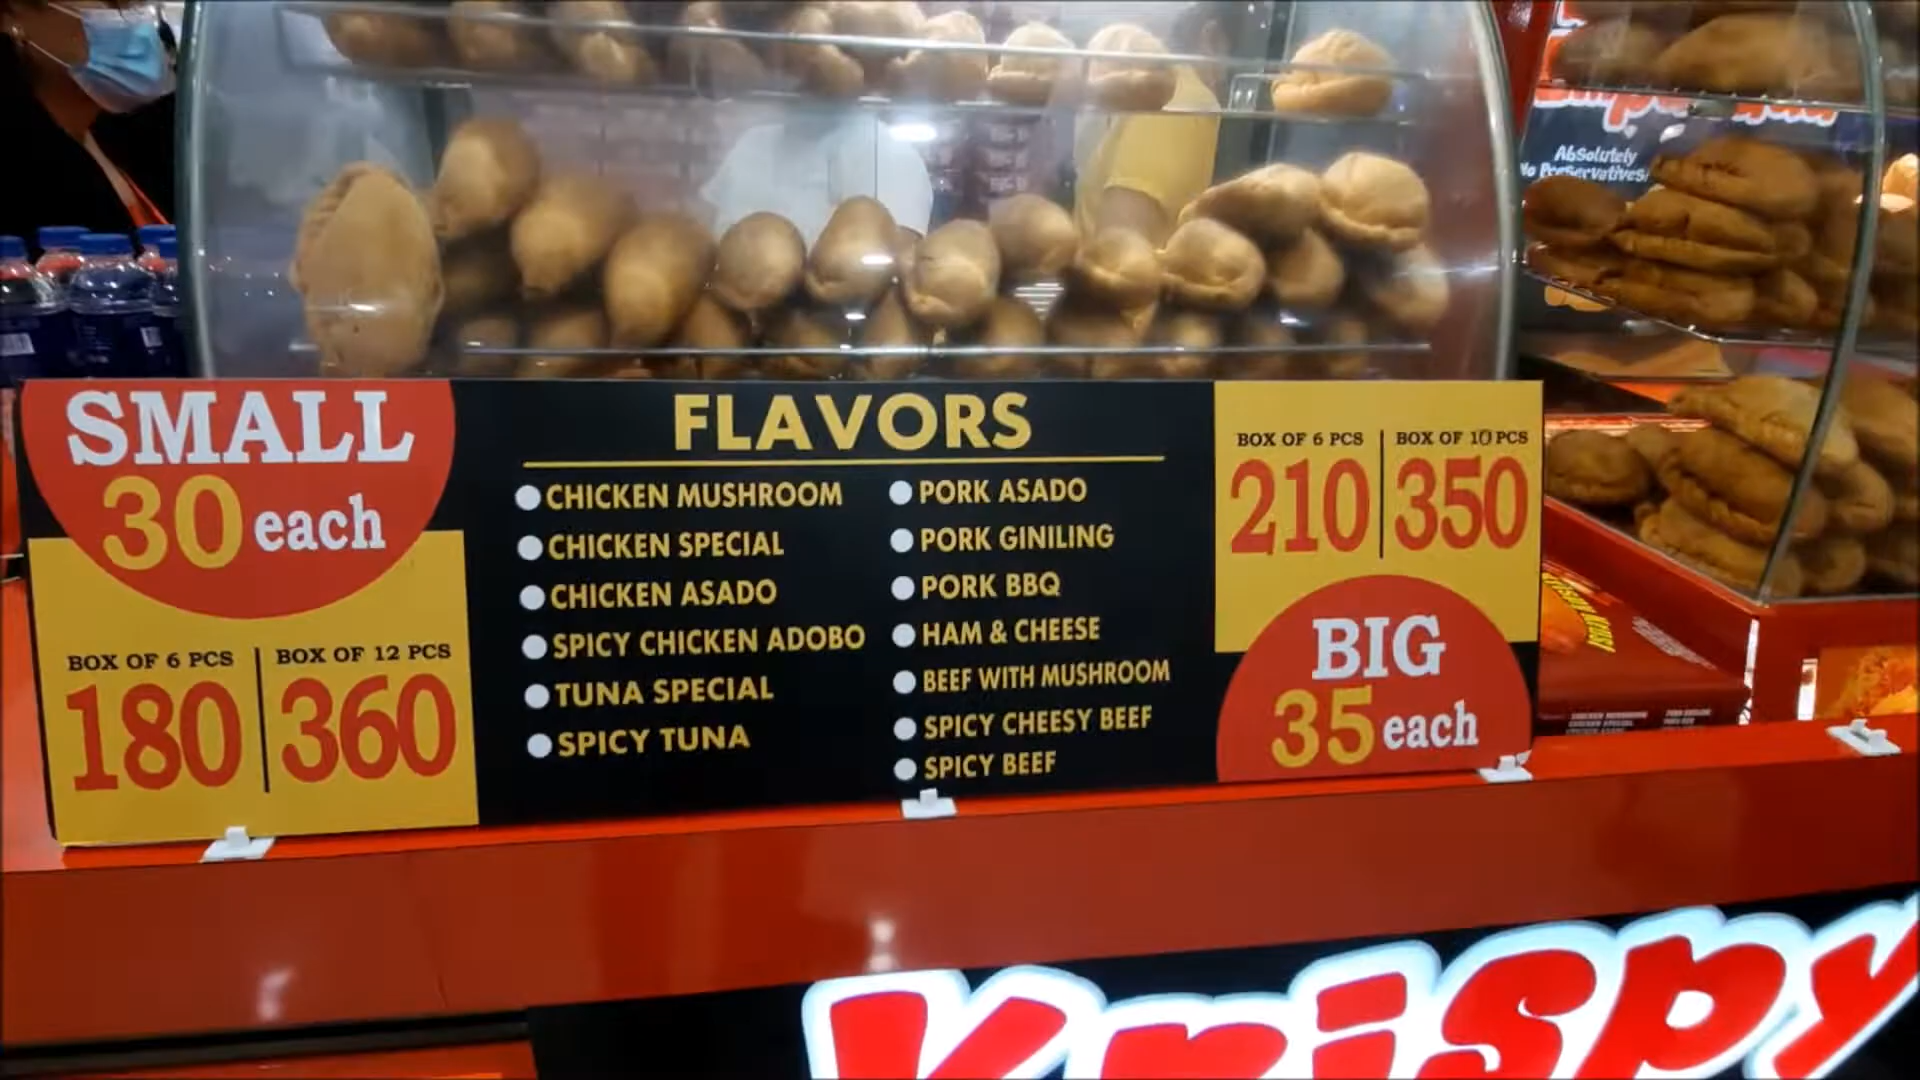 SMALL
30 each
BOX OF 6 PCS
180
BOX OF 12 PCS
360
FLAVORS
CHICKEN MUSHROOM
CHICKEN SPECIAL
CHICKEN ASADO
SPICY CHICKEN ADOBO
TUNA SPECIAL
SPICY TUNA
PORK ASADO
PORK GINILING
PORK BBQ
HAM & CHEESE
BEEF WITH MUSHROOM
SPICY CHEESY BEEF
SPICY BEEF
BOX OF 6 PCS
210
BOX OF 10 PCS
350
BIG
35 each
Absolutely
No Preservatives!
Krispy